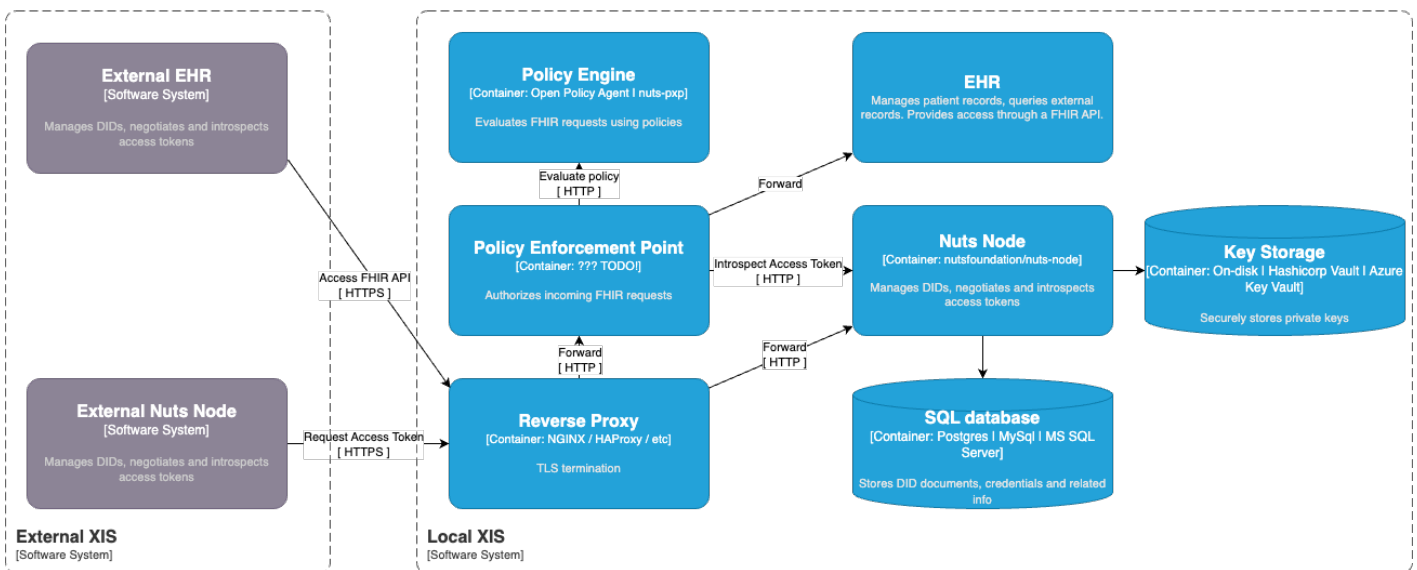 External EHR
[Software System]
Manages DIDs, negotiates and introspects
access tokens
Policy Engine
[Container: Open Policy Agent | nuts-pxp]
Evaluates FHIR requests using policies
EHR
Manages patient records, queries external
records. Provides access through a FHIR API.
Evaluate policy
[ HTTP ]
Forward
Policy Enforcement Point
[Container: ??? TODO!]
Authorizes incoming FHIR requests
Introspect Access Token
[ HTTP ]
Nuts Node
[Container: nutsfoundation/nuts-node]
Manages DIDs, negotiates and introspects
access tokens
Key Storage
[Container: On-disk | Hashicorp Vault | Azure
Key Vault]
Securely stores private keys
Access FHIR API
[ HTTPS ]
Forward
[ HTTP ]
Forward
[ HTTP ]
External Nuts Node
[Software System]
Manages DIDs, negotiates and introspects
access tokens
Request Access Token
[ HTTPS ]
Reverse Proxy
[Container: NGINX / HAProxy / etc]
TLS termination
SQL database
[Container: Postgres | MySql | MS SQL
Server]
Stores DID documents, credentials and related
info
External XIS
[Software System]
Local XIS
[Software System]